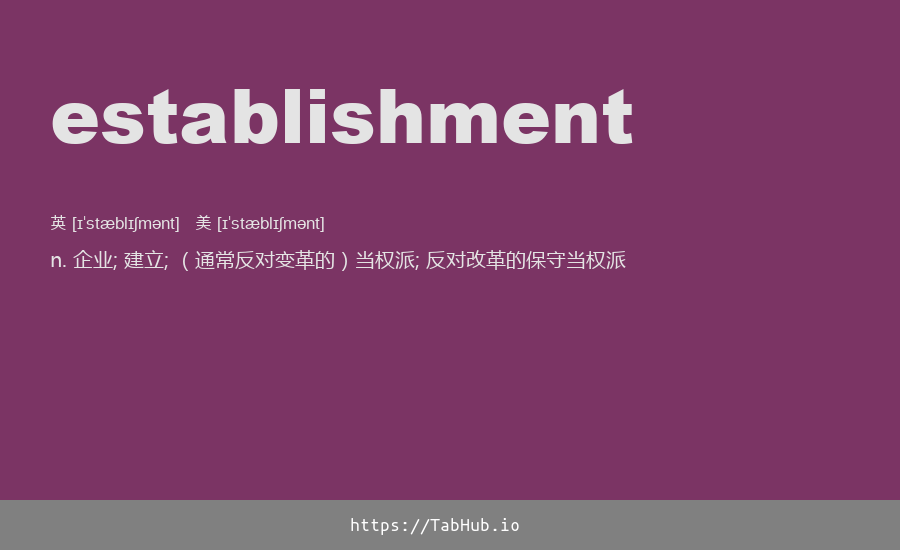 establishment
英 [ɪˈstæblɪʃmənt] 美 [ɪˈstæblɪʃmənt]
n. 企业; 建立; （通常反对变革的）当权派; 反对改革的保守当权派
https://TabHub.io